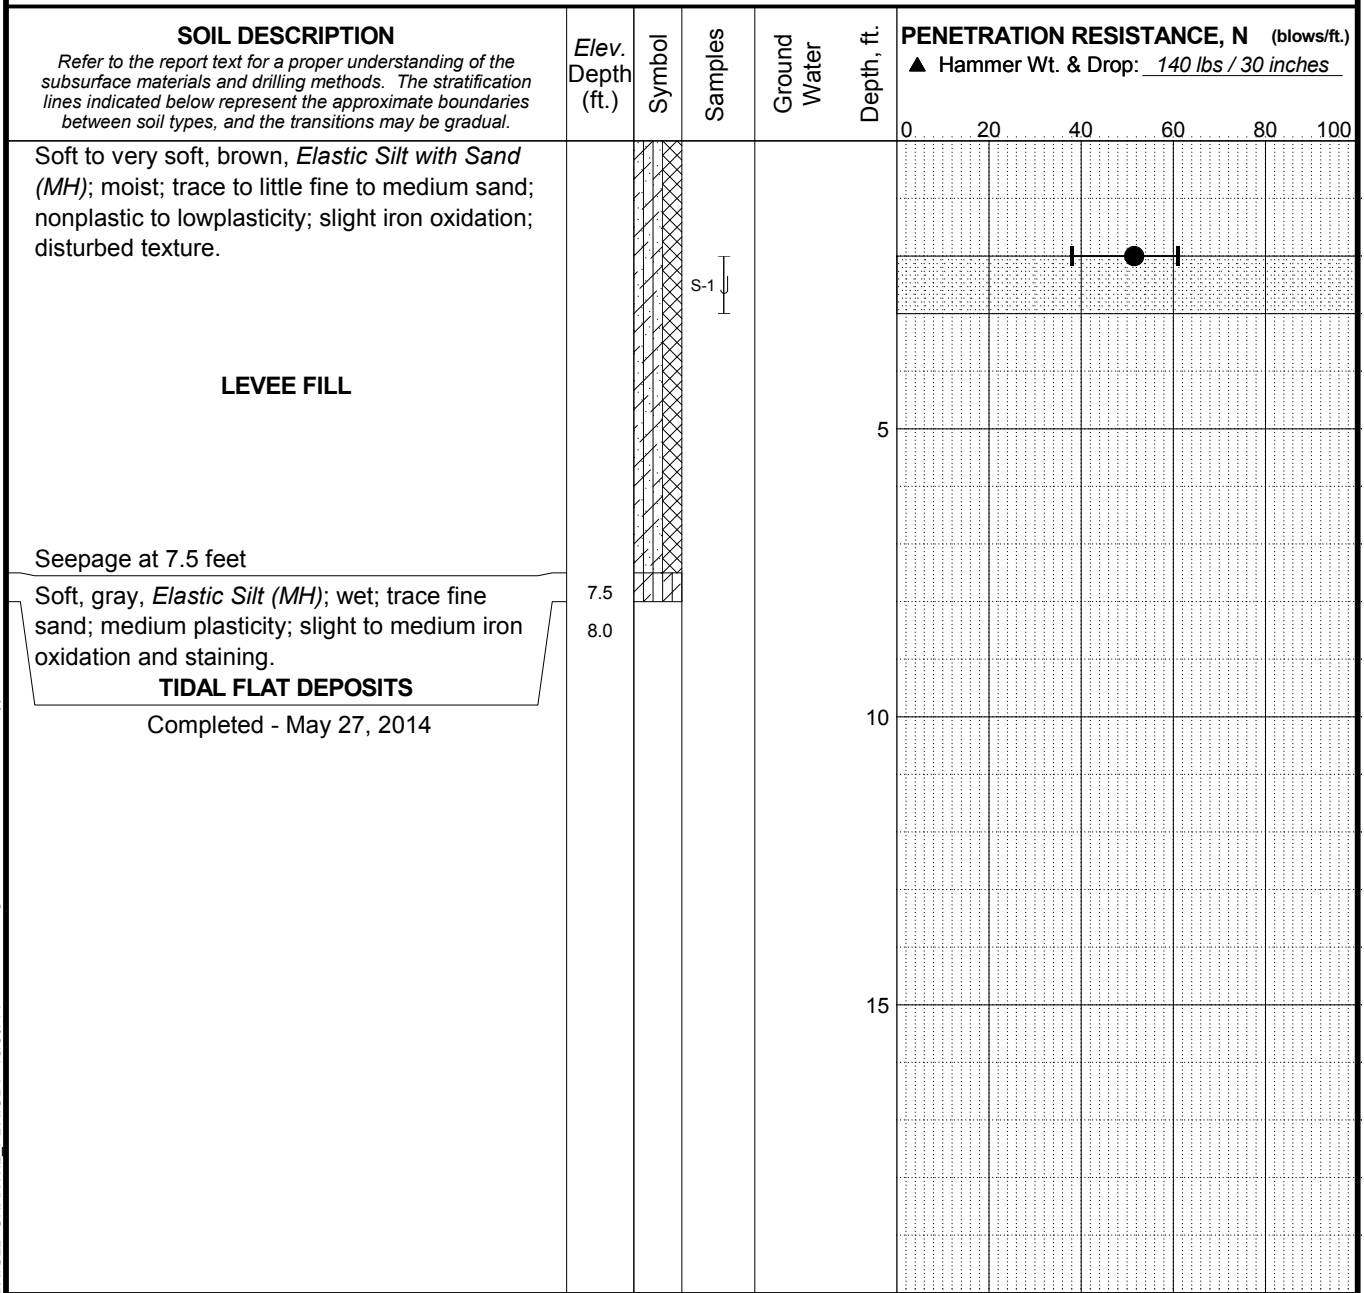 SOIL DESCRIPTION
Refer to the report text for a proper understanding of the
subsurface materials and drilling methods. The stratification
lines indicated below represent the approximate boundaries
between soil types, and the transitions may be gradual.
Elev.
Depth
(ft.)
Symbol
Samples
Ground
Water
Depth, ft.
PENETRATION RESISTANCE, N (blows/ft.)
▲ Hammer Wt. & Drop: 140 lbs / 30 inches
0 20 40 60 80 100
Soft to very soft, brown, Elastic Silt with Sand
(MH); moist; trace to little fine to medium sand;
nonplastic to lowplasticity; slight iron oxidation;
disturbed texture.
S-1
LEVEE FILL
5
Seepage at 7.5 feet
Soft, gray, Elastic Silt (MH); wet; trace fine
sand; medium plasticity; slight to medium iron
oxidation and staining.
7.5
8.0
TIDAL FLAT DEPOSITS
Completed - May 27, 2014
10
15